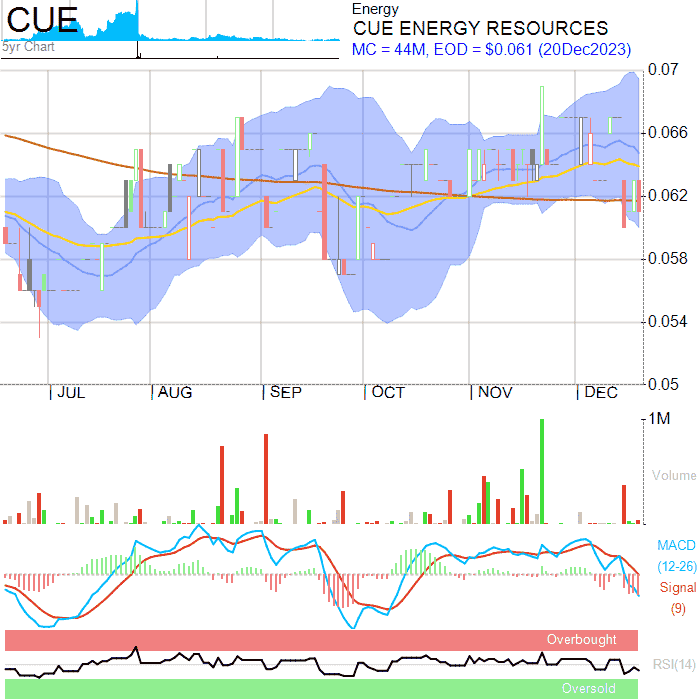 CUE
5yr Chart
Energy
CUE ENERGY RESOURCES
MC = 44M, EOD = $0.061 (20Dec2023)
0.07
0.066
0.062
0.058
0.054
0.05
JUL AUG SEP OCT NOV DEC
1M
Volume
MACD
(12-26)
Signal
(9)
Overbought
RSI(14)
Oversold